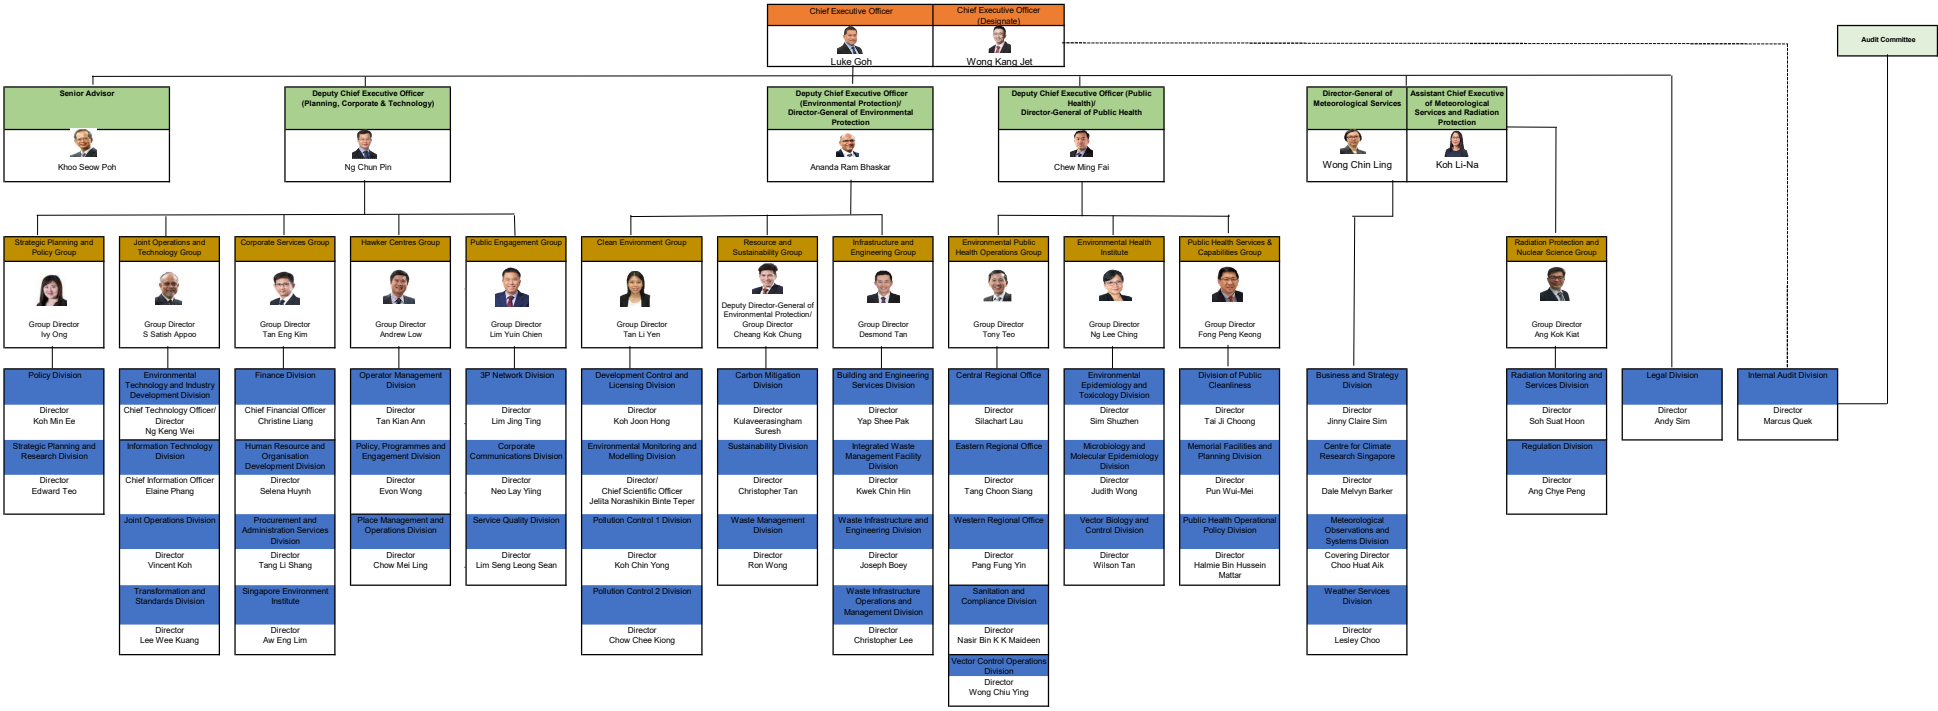 Chief Executive Officer
Luke Goh
Chief Executive Officer
(Designate)
Wong Kang Jet
Audit Committee
Senior Advisor
Khoo Seow Poh
Deputy Chief Executive Officer
(Planning, Corporate & Technology)
Ng Chun Pin
Deputy Chief Executive Officer
(Environmental Protection)/
Director-General of Environmental
Protection
Ananda Ram Bhaskar
Deputy Chief Executive Officer (Public
Health)/
Director-General of Public Health
Chew Ming Fai
Director-General of
Meteorological Services
Wong Chin Ling
Assistant Chief Executive
of Meteorological
Services and Radiation
Protection
Koh Li-Na
Strategic Planning and
Policy Group
Group Director
Ivy Ong
Joint Operations and
Technology Group
Group Director
S Satish Appoo
Corporate Services Group
Group Director
Tan Eng Kim
Hawker Centres Group
Group Director
Andrew Low
Public Engagement Group
Group Director
Lim Yuin Chien
Clean Environment Group
Group Director
Tan Li Yen
Resource and
Sustainability Group
Deputy Director-General of
Environmental Protection/
Group Director
Cheang Kok Chung
Infrastructure and
Engineering Group
Group Director
Desmond Tan
Environmental Public
Health Operations Group
Group Director
Tony Teo
Environmental Health
Institute
Group Director
Ng Lee Ching
Public Health Services &
Capabilities Group
Group Director
Fong Peng Keong
Radiation Protection and
Nuclear Science Group
Group Director
Ang Kok Kiat
Policy Division
Director
Koh Min Ee
Strategic Planning and
Research Division
Director
Edward Teo
Environmental
Technology and Industry
Development Division
Chief Technology Officer/
Director
Ng Keng Wei
Information Technology
Division
Chief Information Officer
Elaine Phang
Joint Operations Division
Director
Vincent Koh
Transformation and
Standards Division
Director
Lee Wee Kuang
Finance Division
Chief Financial Officer
Christine Liang
Human Resource and
Organisation
Development Division
Director
Selena Huynh
Procurement and
Administration Services
Division
Director
Tang Li Shang
Singapore Environment
Institute
Director
Aw Eng Lim
Operator Management
Division
Director
Tan Kian Ann
Policy, Programmes and
Engagement Division
Director
Evon Wong
Place Management and
Operations Division
Director
Chow Mei Ling
3P Network Division
Director
Lim Jing Ting
Corporate
Communications Division
Director
Neo Lay Yiing
Service Quality Division
Director
Lim Seng Leong Sean
Development Control and
Licensing Division
Director
Koh Joon Hong
Environmental Monitoring and
Modelling Division
Director/
Chief Scientific Officer
Jelita Norashikin Binte Teper
Pollution Control 1 Division
Director
Koh Chin Yong
Pollution Control 2 Division
Director
Chow Chee Kiong
Carbon Mitigation
Division
Director
Kulaveerasingham
Suresh
Sustainability Division
Director
Christopher Tan
Waste Management
Division
Director
Ron Wong
Building and Engineering
Services Division
Director
Yap Shee Pak
Integrated Waste
Management Facility
Division
Director
Kwek Chin Hin
Waste Infrastructure and
Engineering Division
Director
Joseph Boey
Waste Infrastructure
Operations and
Management Division
Director
Christopher Lee
Central Regional Office
Director
Silachart Lau
Eastern Regional Office
Director
Tang Choon Siang
Western Regional Office
Director
Pang Fung Yin
Sanitation and
Compliance Division
Director
Nasir Bin K K Maideen
Vector Control Operations
Division
Director
Wong Chiu Ying
Environmental
Epidemiology and
Toxicology Division
Director
Sim Shuzhen
Microbiology and
Molecular Epidemiology
Division
Director
Judith Wong
Vector Biology and
Control Division
Director
Wilson Tan
Division of Public
Cleanliness
Director
Tai Ji Choong
Memorial Facilities and
Planning Division
Director
Pun Wui-Mei
Public Health Operational
Policy Division
Director
Halmie Bin Hussein
Mattar
Business and Strategy
Division
Director
Jinny Claire Sim
Centre for Climate
Research Singapore
Director
Dale Melvyn Barker
Meteorological
Observations and
Systems Division
Covering Director
Choo Huat Aik
Weather Services
Division
Director
Lesley Choo
Radiation Monitoring and
Services Division
Director
Soh Suat Hoon
Regulation Division
Director
Ang Chye Peng
Legal Division
Director
Andy Sim
Internal Audit Division
Director
Marcus Quek